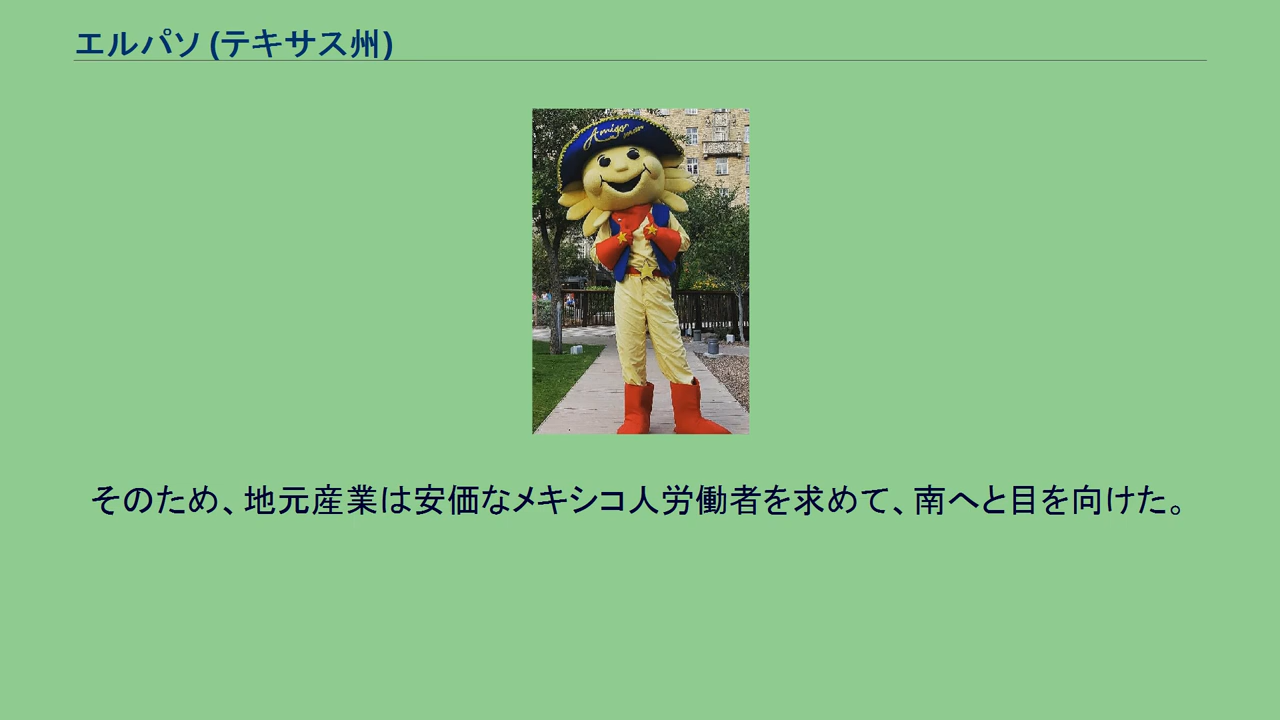 エルパソ (テキサス州)
Amigo
man
そのため、地元産業は安価なメキシコ人労働者を求めて、南へと目を向けた。